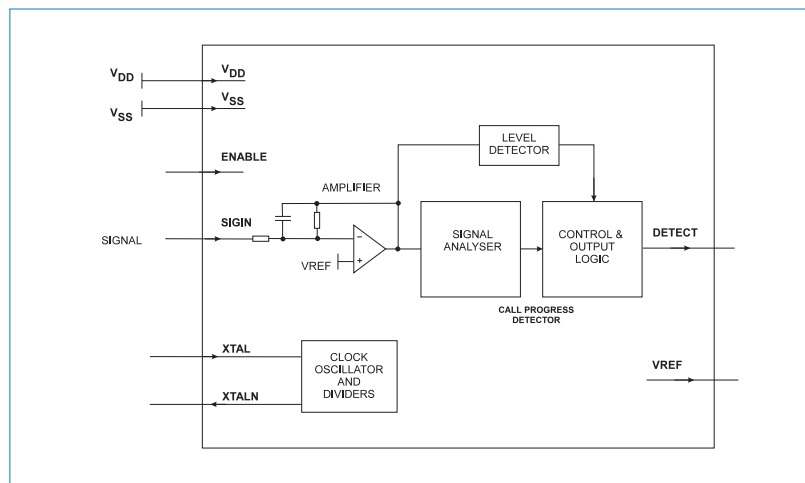 VDD
VDD
VSS
VSS
ENABLE
LEVEL
DETECTOR
AMPLIFIER
SIGIN
SIGNAL
–
+
VREF
SIGNAL
ANALYSER
CONTROL &
OUTPUT
LOGIC
DETECT
CALL PROGRESS
DETECTOR
XTAL
CLOCK
OSCILLATOR
AND
DIVIDERS
XTALN
VREF